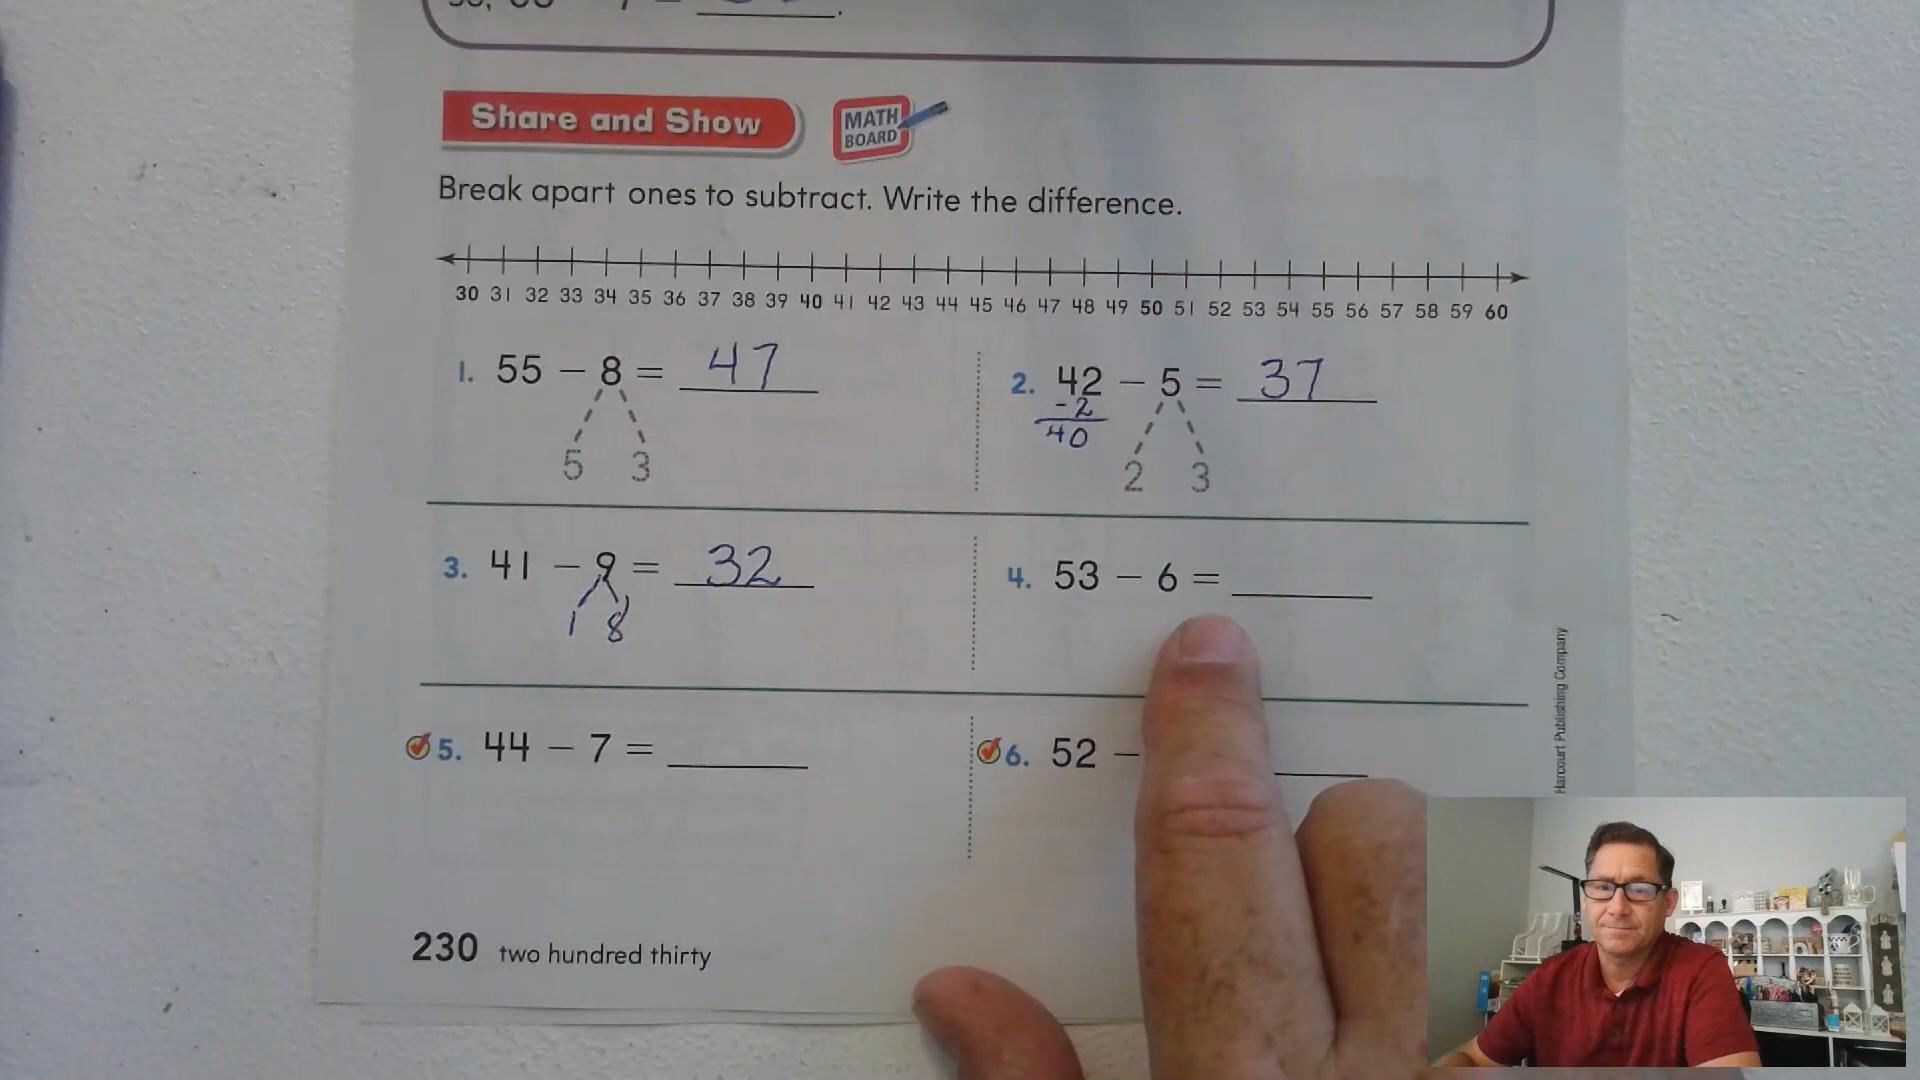 Share and Show
MATH
BOARD
Break apart ones to subtract. Write the difference.
30 31 32 33 34 35 36 37 38 39 40 41 42 43 44 45 46 47 48 49 50 51 52 53 54 55 56 57 58 59 60
1. 55 − 8 = 47
5 3
2. 42 − 5 = 37
-2
40
2 3
3. 41 − 9 = 32
1 8
4. 53 − 6 =
5. 44 − 7 =
6. 52 −
Harcourt Publishing Company
230 two hundred thirty